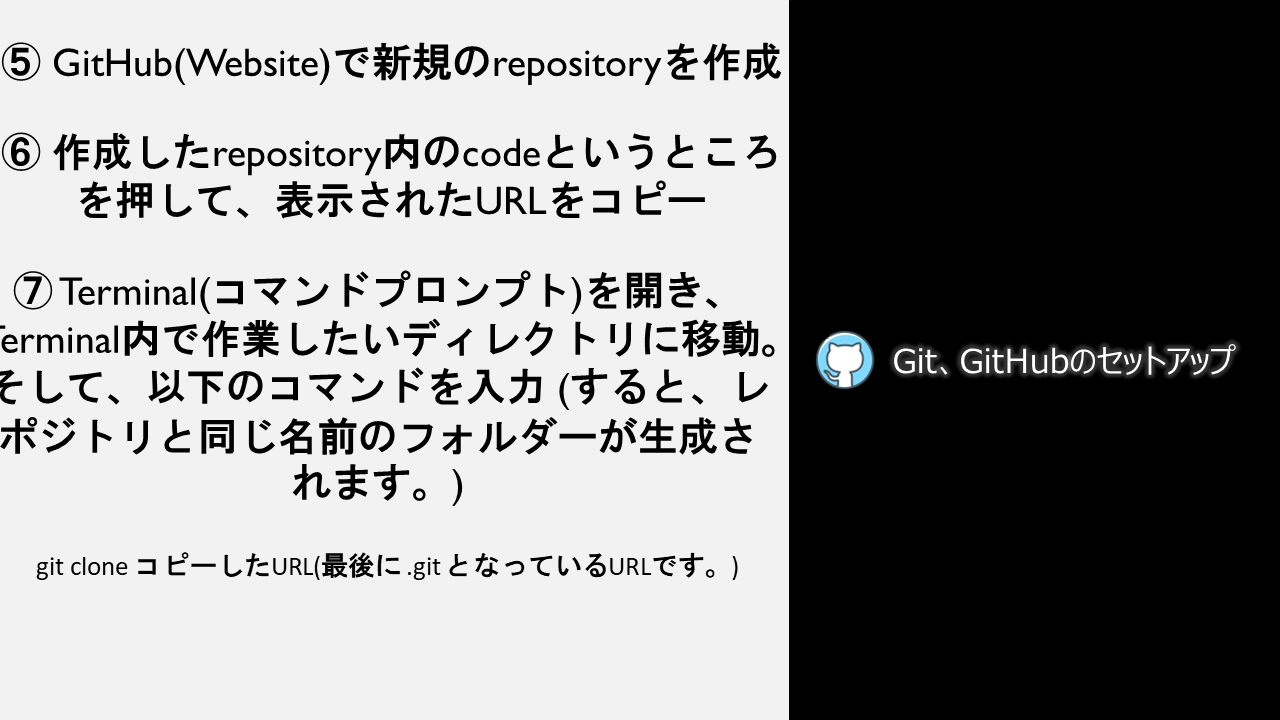 ⑤ GitHub(Website)で新規のrepositoryを作成
⑥ 作成したrepository内のcodeというところ
を押して、表示されたURLをコピー
⑦ Terminal(コマンドプロンプト)を開き、
Terminal内で作業したいディレクトリに移動。
そして、以下のコマンドを入力 (すると、レ
ポジトリと同じ名前のフォルダーが生成さ
れます。)
git clone コピーしたURL(最後に .git となっているURLです。)
Git、GitHubのセットアップ